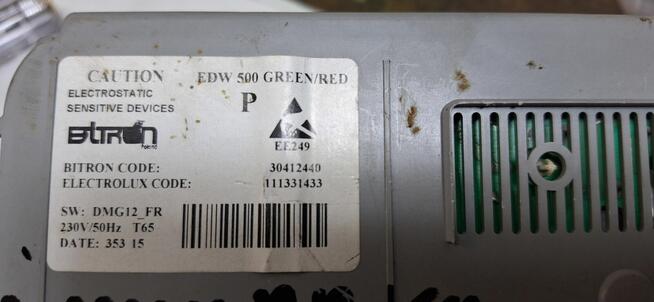 CAUTION
EDW 500 GREEN/RED
ELECTROSTATIC
SENSITIVE DEVICES
P
Bitron
Poland
EE249
BITRON CODE: 30412440
ELECTROLUX CODE: 111331433
SW: DMG12_FR
230V/50Hz T65
DATE: 353 15